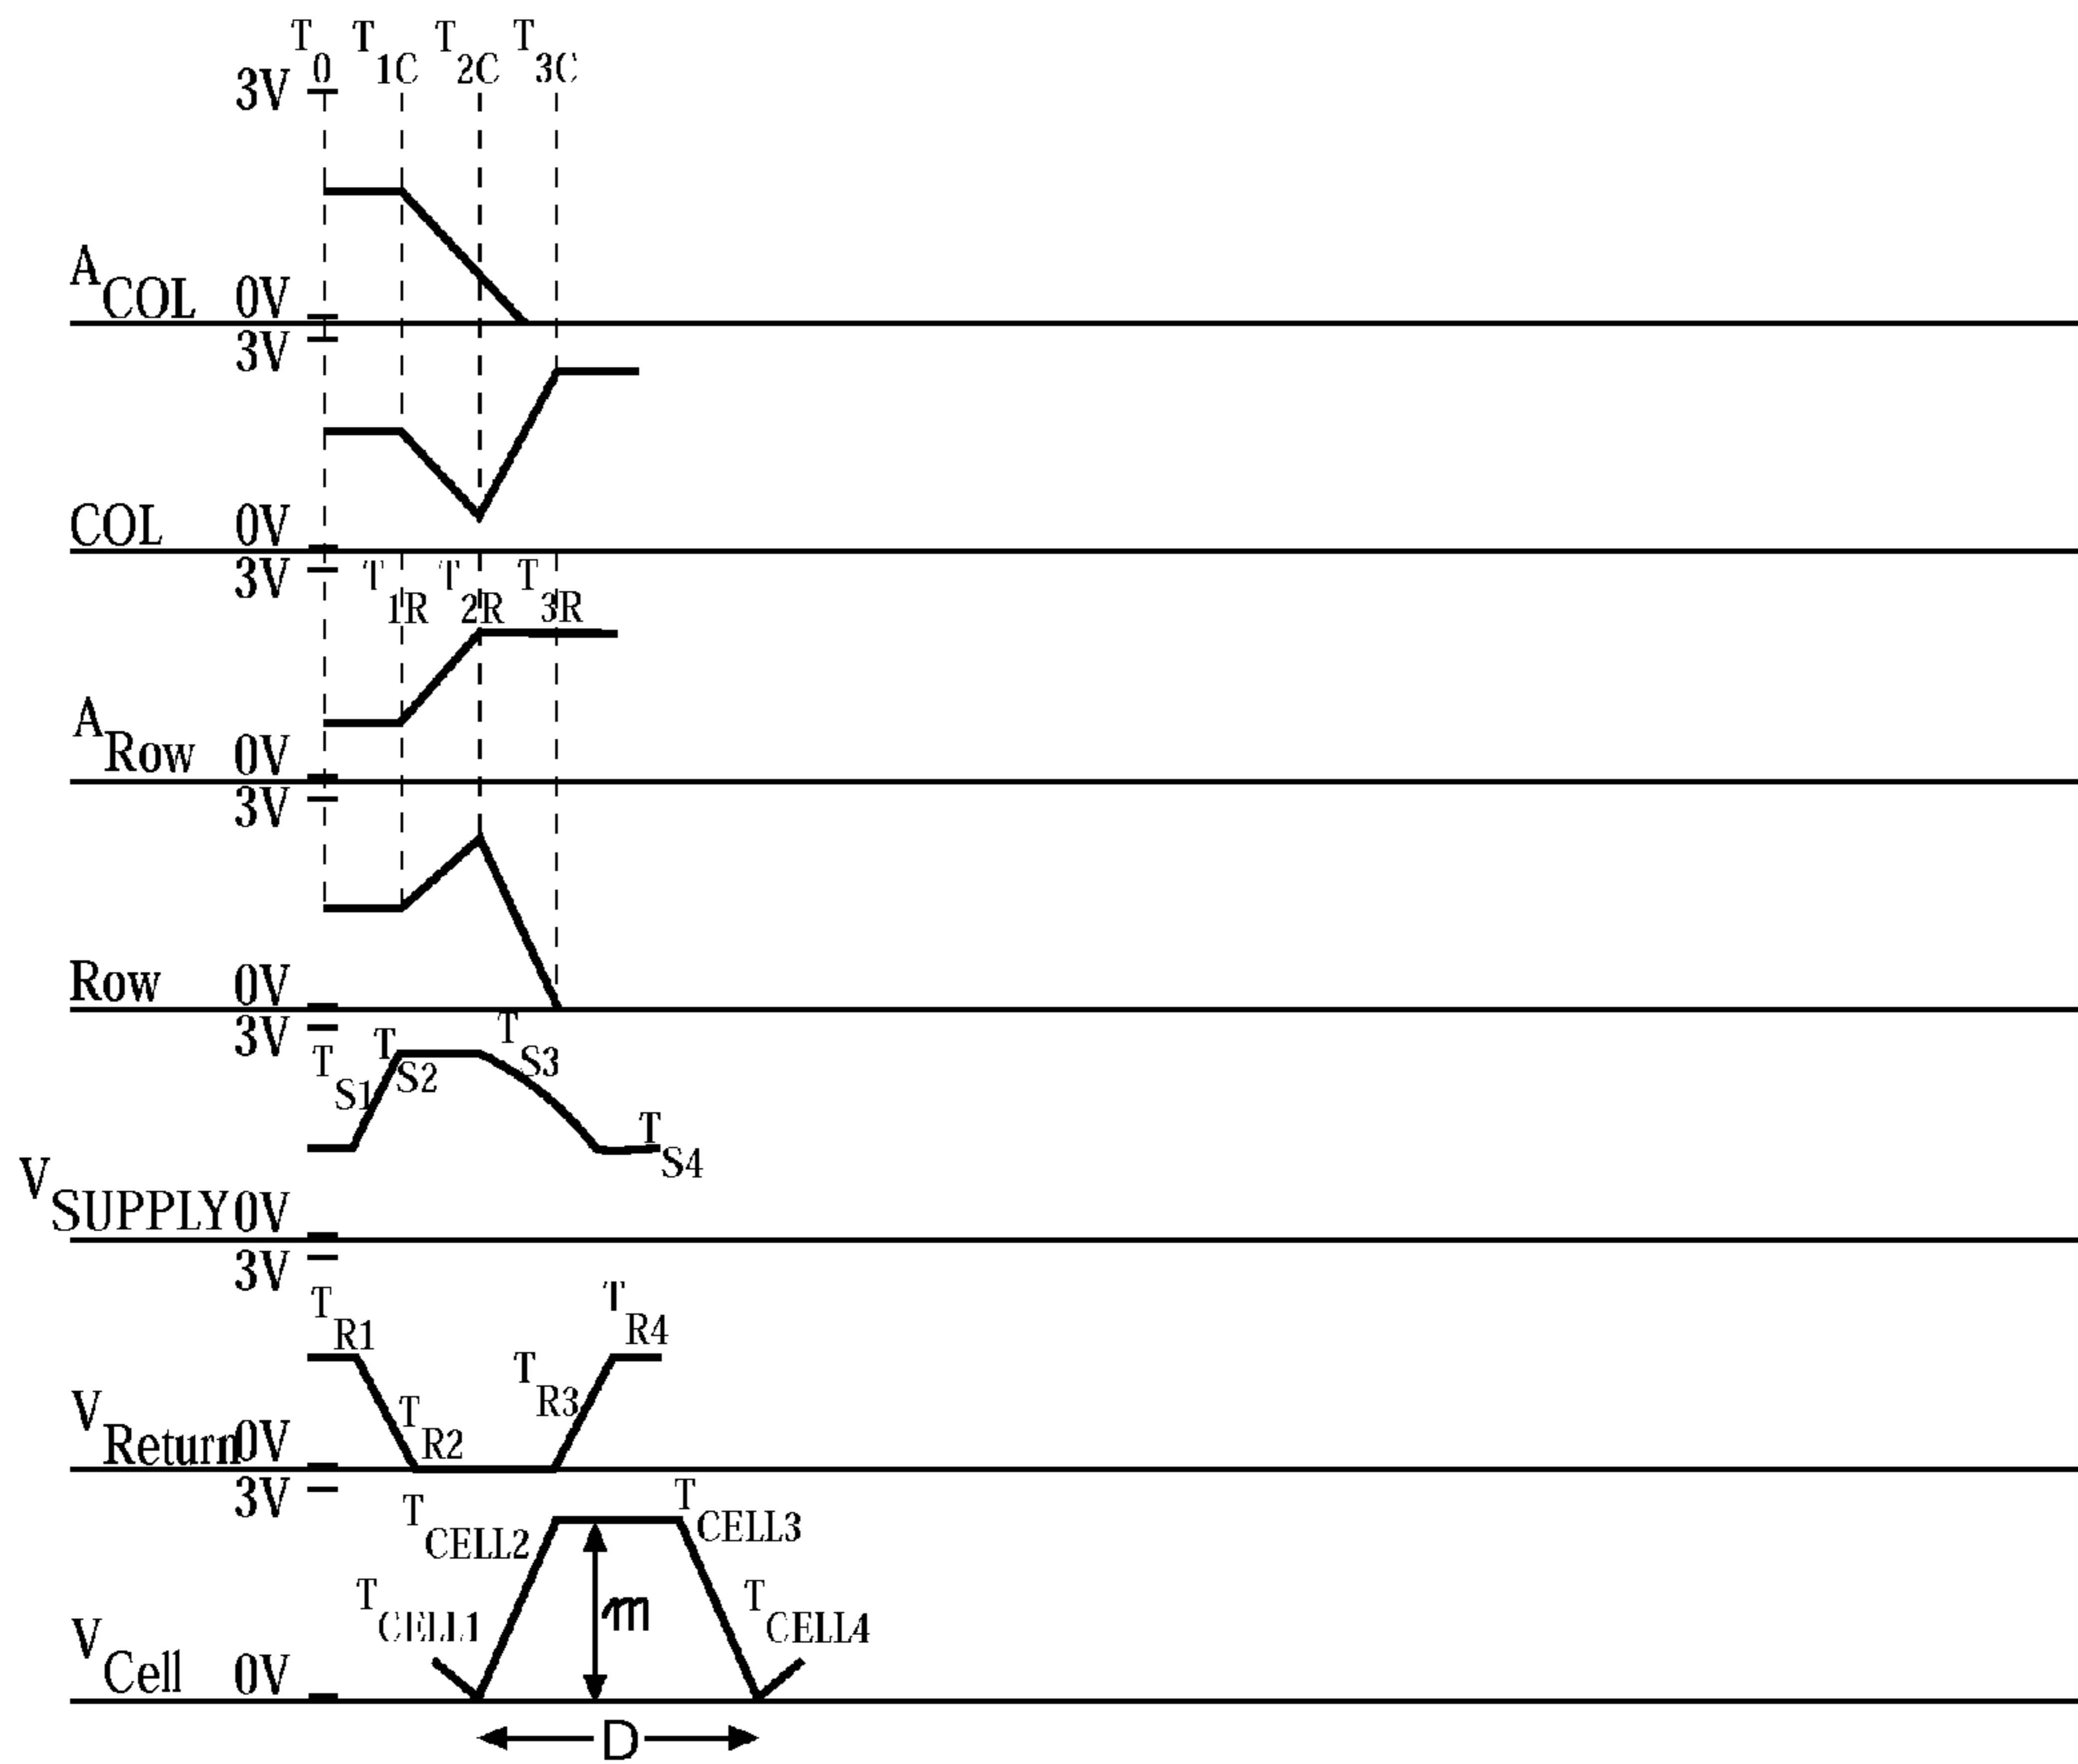 T0 T1C T2C T3C
3V
ACOL 0V
3V
COL 0V
3V T1R T2R T3R
ARow 0V
3V
Row 0V
3V TS1 TS2 TS3
TS4
VSUPPLY 0V
3V
TR1 TR4
TR3
TR2
VReturn 0V
3V
TCELL2 TCELL3
m
TCELL1 TCELL4
VCell 0V
D